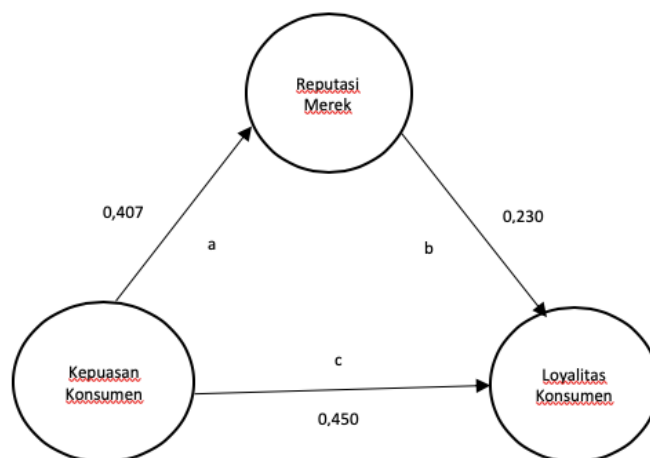 Reputasi
Merek
0,407
0,230
a
b
Kepuasan
Konsumen
c
Loyalitas
Konsumen
0,450